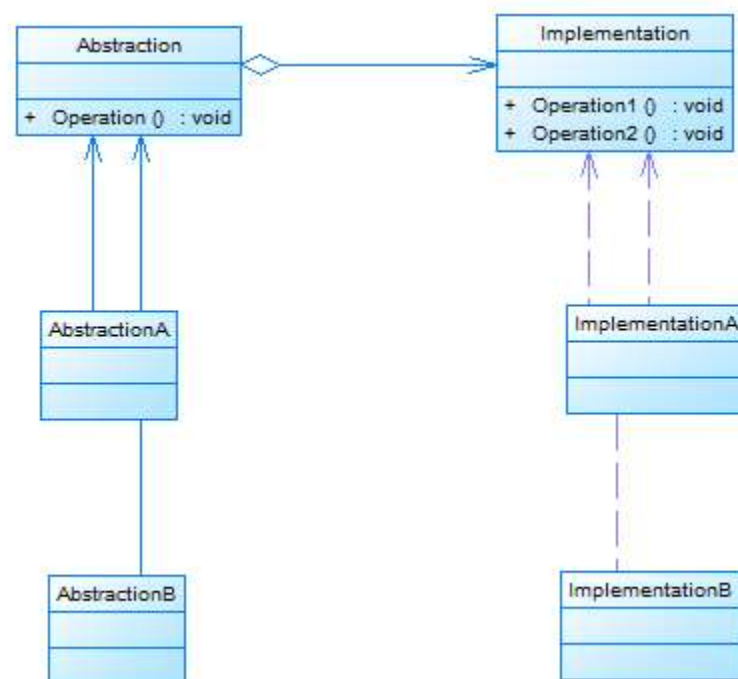 Abstraction
+ Operation () : void
Implementation
+ Operation1 () : void
+ Operation2 () : void
AbstractionA
ImplementationA
AbstractionB
ImplementationB